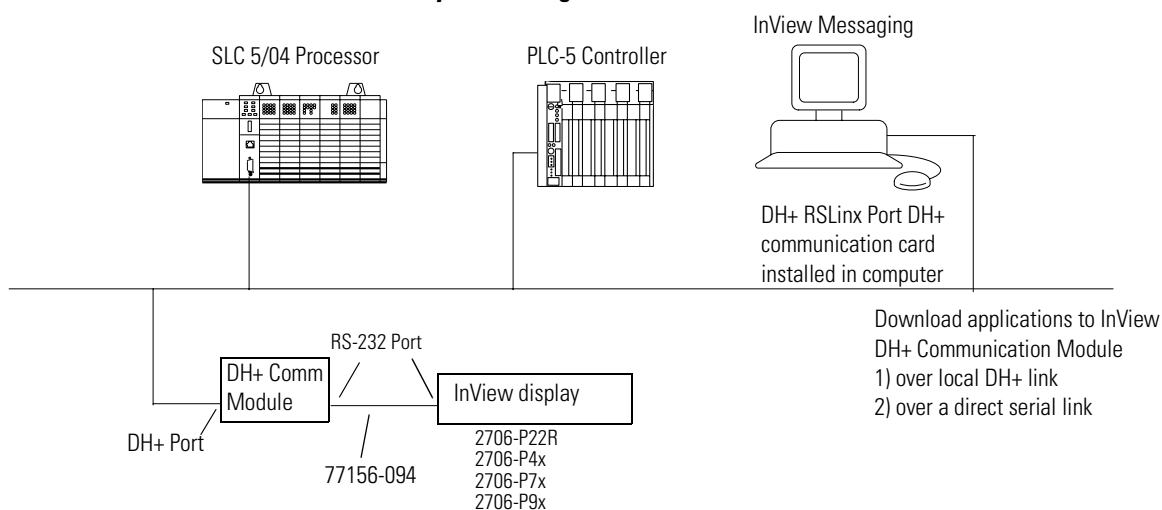 InView Messaging
SLC 5/04 Processor
PLC-5 Controller
DH+ RSLinx Port DH+
communication card
installed in computer
Download applications to InView
DH+ Communication Module
1) over local DH+ link
2) over a direct serial link
RS-232 Port
DH+ Comm
Module
InView display
DH+ Port
77156-094
2706-P22R
2706-P4x
2706-P7x
2706-P9x